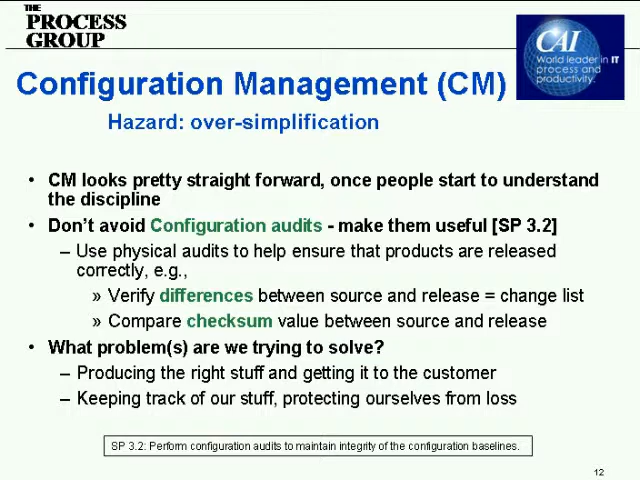 THE
PROCESS
GROUP
CAI
World leader in IT
process and
productivity.
Configuration Management (CM)
Hazard: over-simplification
• CM looks pretty straight forward, once people start to understand
the discipline
• Don't avoid Configuration audits - make them useful [SP 3.2]
– Use physical audits to help ensure that products are released
correctly, e.g.,
» Verify differences between source and release = change list
» Compare checksum value between source and release
• What problem(s) are we trying to solve?
– Producing the right stuff and getting it to the customer
– Keeping track of our stuff, protecting ourselves from loss
SP 3.2: Perform configuration audits to maintain integrity of the configuration baselines.
12